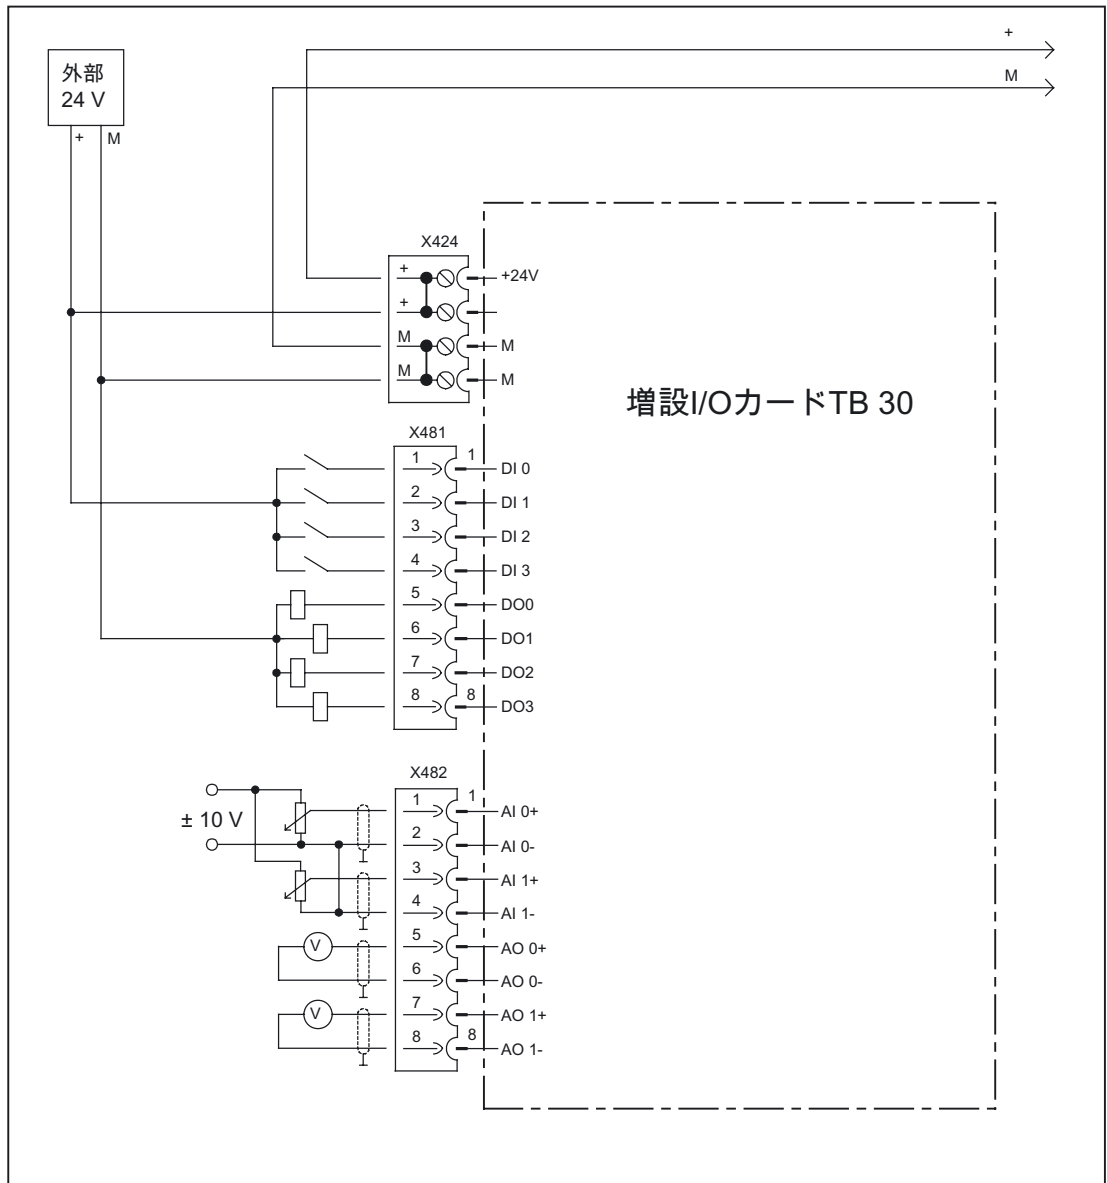 +
M
外部
24 V
+
M
X424
+
+24V
+
M
M
M
M
増設I/OカードTB 30
X481
1
1
DI 0
2
DI 1
3
DI 2
4
DI 3
5
DO0
6
DO1
7
DO2
8
8
DO3
X482
± 10 V
1
1
AI 0+
2
AI 0-
3
AI 1+
4
AI 1-
V
5
AO 0+
6
AO 0-
V
7
AO 1+
8
8
AO 1-